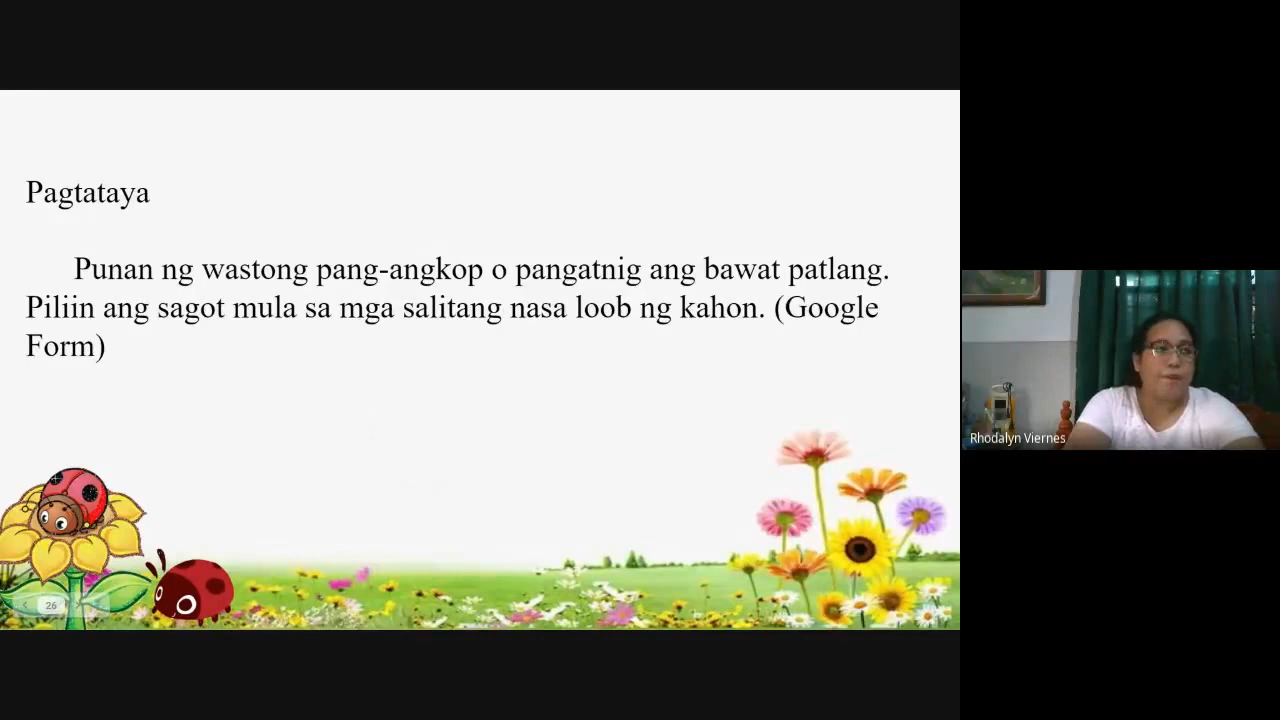 Pagtataya
Punan ng wastong pang-angkop o pangatnig ang bawat patlang.
Piliin ang sagot mula sa mga salitang nasa loob ng kahon. (Google
Form)
26
Rhodalyn Viernes